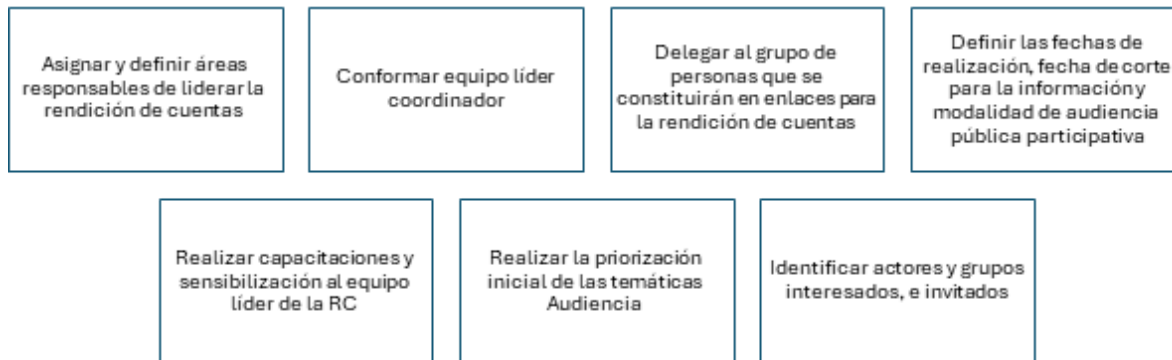 Asignar y definir áreas
responsables de liderar la
rendición de cuentas
Conformar equipo líder
coordinador
Delegar al grupo de
personas que se
constituirán en enlaces para
la rendición de cuentas
Definir las fechas de
realización, fecha de corte
para la información y
modalidad de audiencia
pública participativa
Realizar capacitaciones y
sensibilización al equipo
líder de la RC
Realizar la priorización
inicial de las temáticas
Audiencia
Identificar actores y grupos
interesados, e invitados